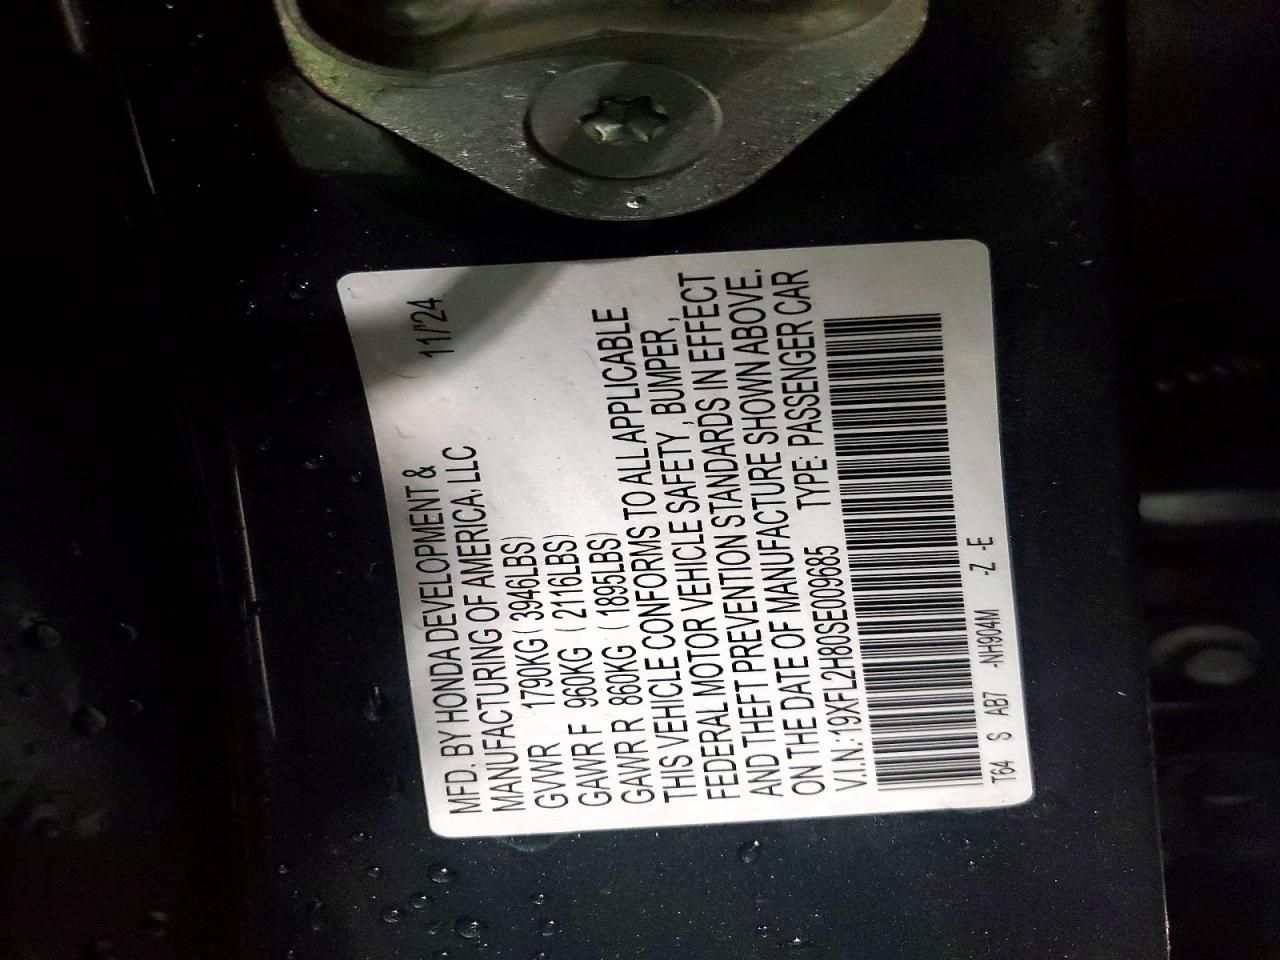 MFD. BY HONDA DEVELOPMENT &
MANUFACTURING OF AMERICA, LLC 11/'24
GVWR 1790KG ( 3946LBS)
GAWR F 960KG ( 2116LBS)
GAWR R 860KG ( 1895LBS)
THIS VEHICLE CONFORMS TO ALL APPLICABLE
FEDERAL MOTOR VEHICLE SAFETY, BUMPER,
AND THEFT PREVENTION STANDARDS IN EFFECT
ON THE DATE OF MANUFACTURE SHOWN ABOVE.
V.I.N.: 19XFL2H80SE009685 TYPE: PASSENGER CAR
T64 S AB7 -NH904M -Z -E